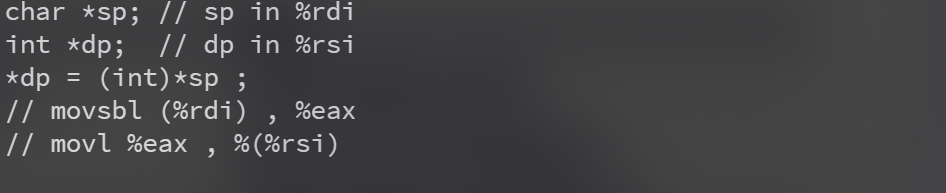 char *sp; // sp in %rdi
int *dp;  // dp in %rsi
*dp = (int)*sp ;
// movsbl (%rdi) , %eax
// movl %eax , %(%rsi)